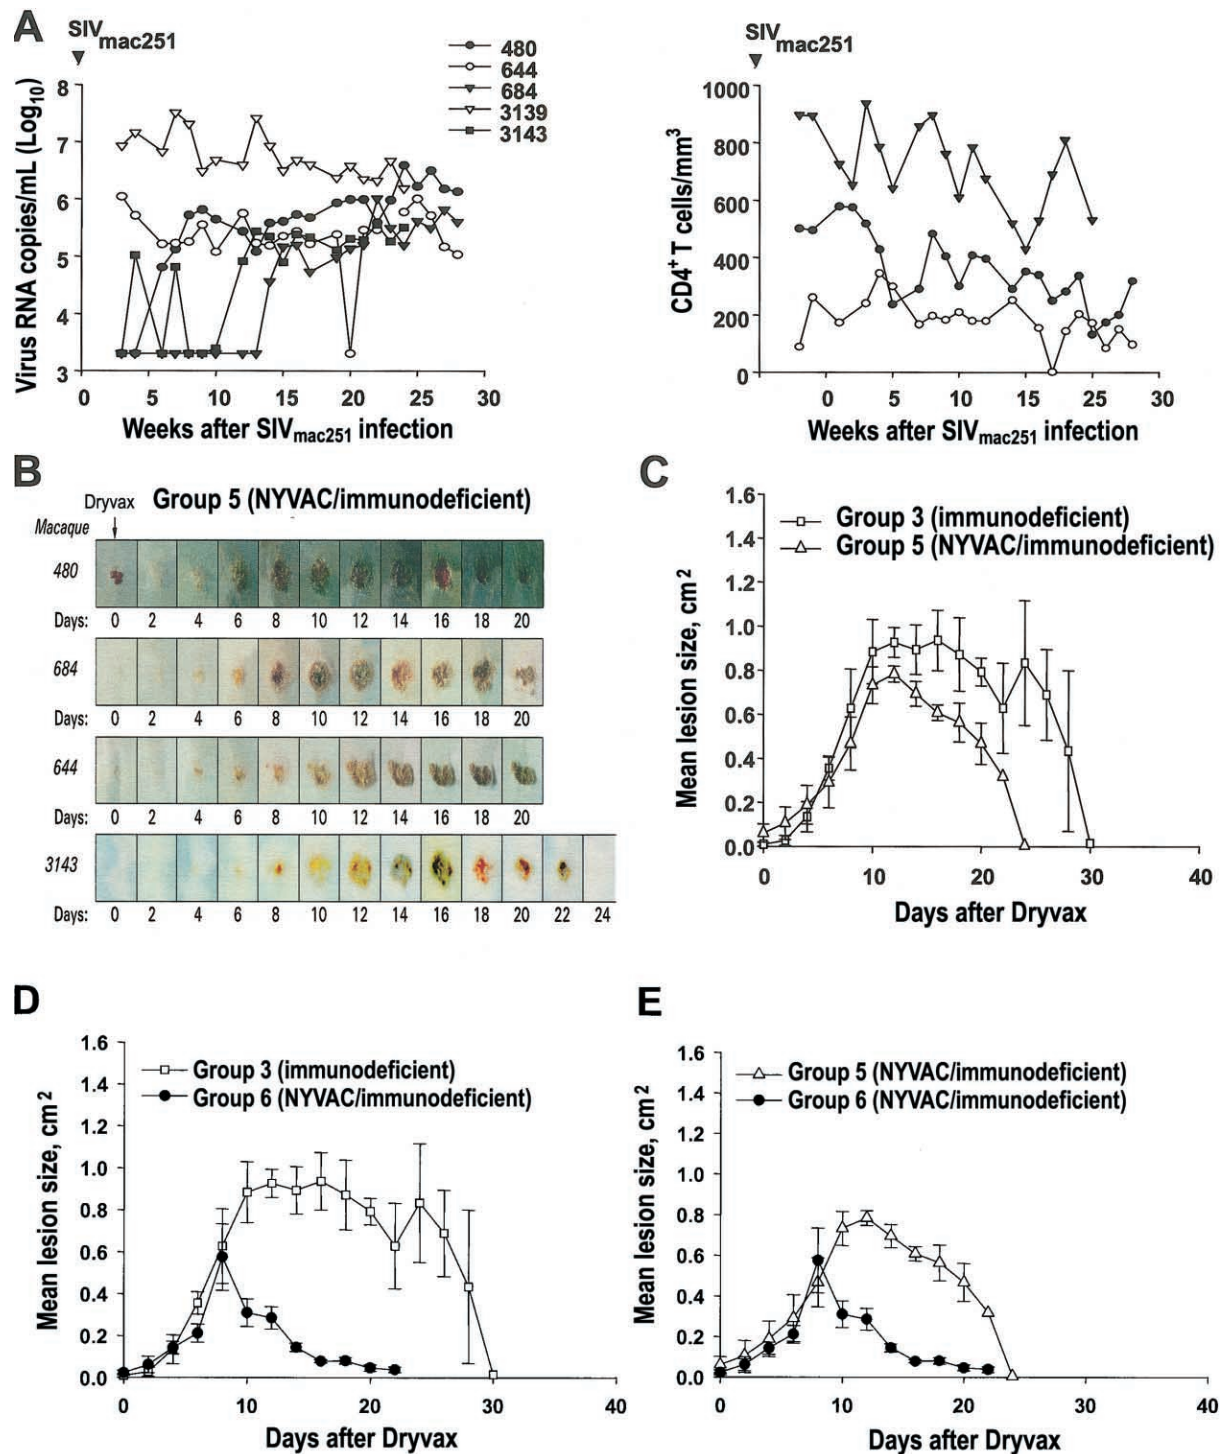 A
SIVmac251
480
644
684
3139
3143
Virus RNA copies/mL (Log10)
8
7
6
5
4
3
0 5 10 15 20 25 30
Weeks after SIVmac251 infection
SIVmac251
CD4+ T cells/mm3
1000
800
600
400
200
0
0 5 10 15 20 25 30
Weeks after SIVmac251 infection
B
Dryvax
Group 5 (NYVAC/immunodeficient)
Macaque
480
Days: 0 2 4 6 8 10 12 14 16 18 20
684
Days: 0 2 4 6 8 10 12 14 16 18 20
644
Days: 0 2 4 6 8 10 12 14 16 18 20
3143
Days: 0 2 4 6 8 10 12 14 16 18 20 22 24
C
Group 3 (immunodeficient)
Group 5 (NYVAC/immunodeficient)
Mean lesion size, cm2
1.6
1.4
1.2
1.0
0.8
0.6
0.4
0.2
0.0
0 10 20 30 40
Days after Dryvax
D
Group 3 (immunodeficient)
Group 6 (NYVAC/immunodeficient)
Mean lesion size, cm2
1.6
1.4
1.2
1.0
0.8
0.6
0.4
0.2
0.0
0 10 20 30 40
Days after Dryvax
E
Group 5 (NYVAC/immunodeficient)
Group 6 (NYVAC/immunodeficient)
Mean lesion size, cm2
1.6
1.4
1.2
1.0
0.8
0.6
0.4
0.2
0.0
0 10 20 30 40
Days after Dryvax